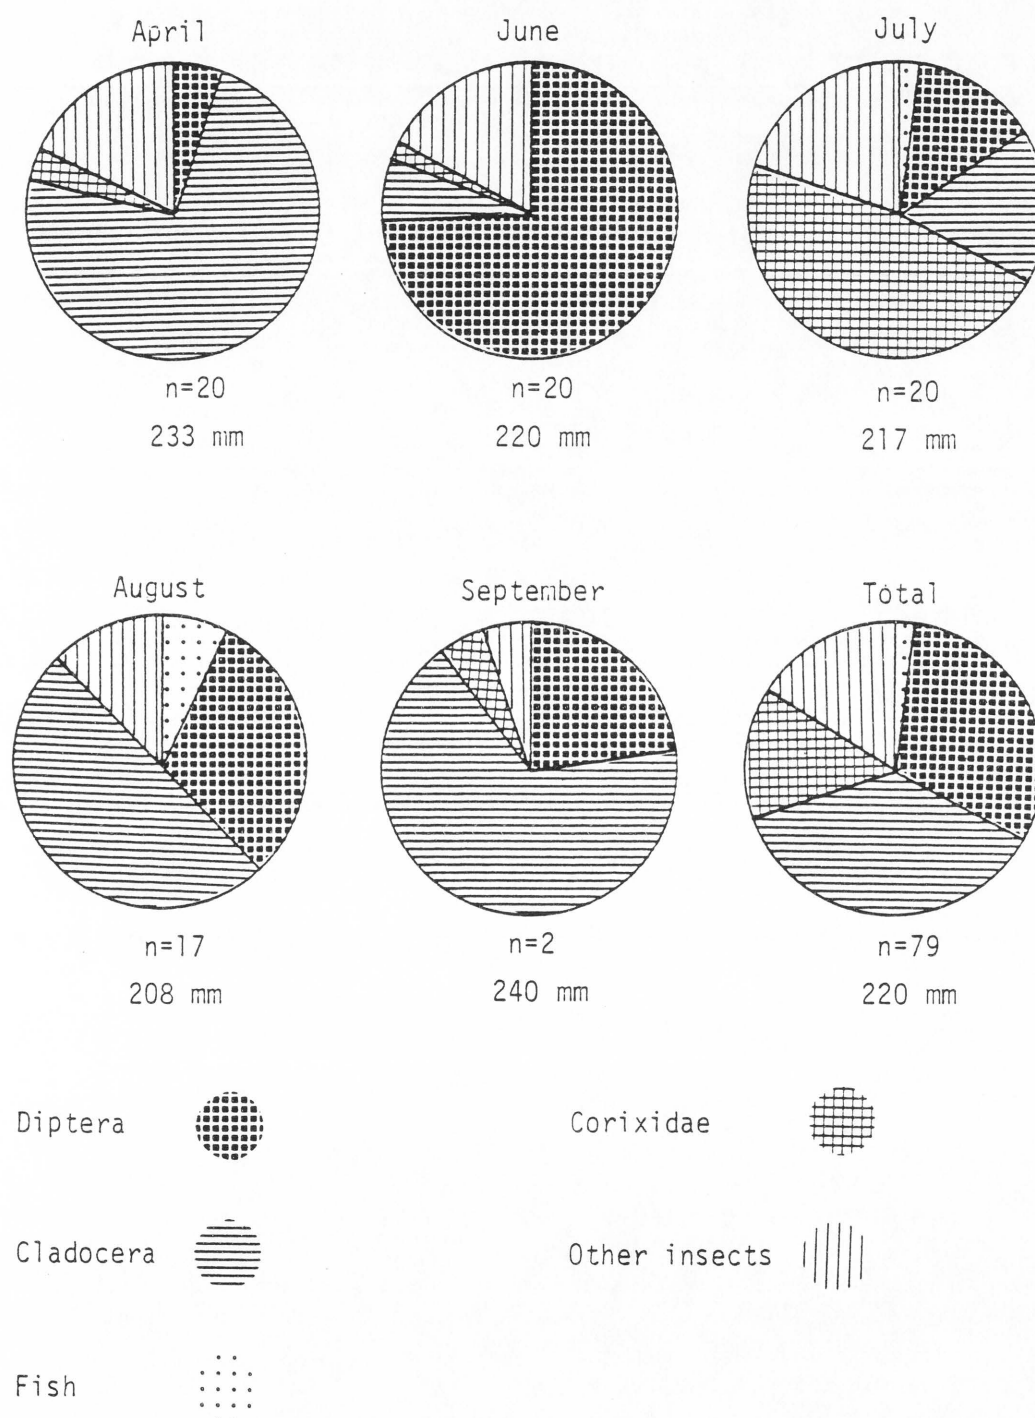 April June July
n=20 n=20 n=20
233 mm 220 mm 217 mm
August September Total
n=17 n=2 n=79
208 mm 240 mm 220 mm
Diptera Corixidae
Cladocera Other insects
Fish